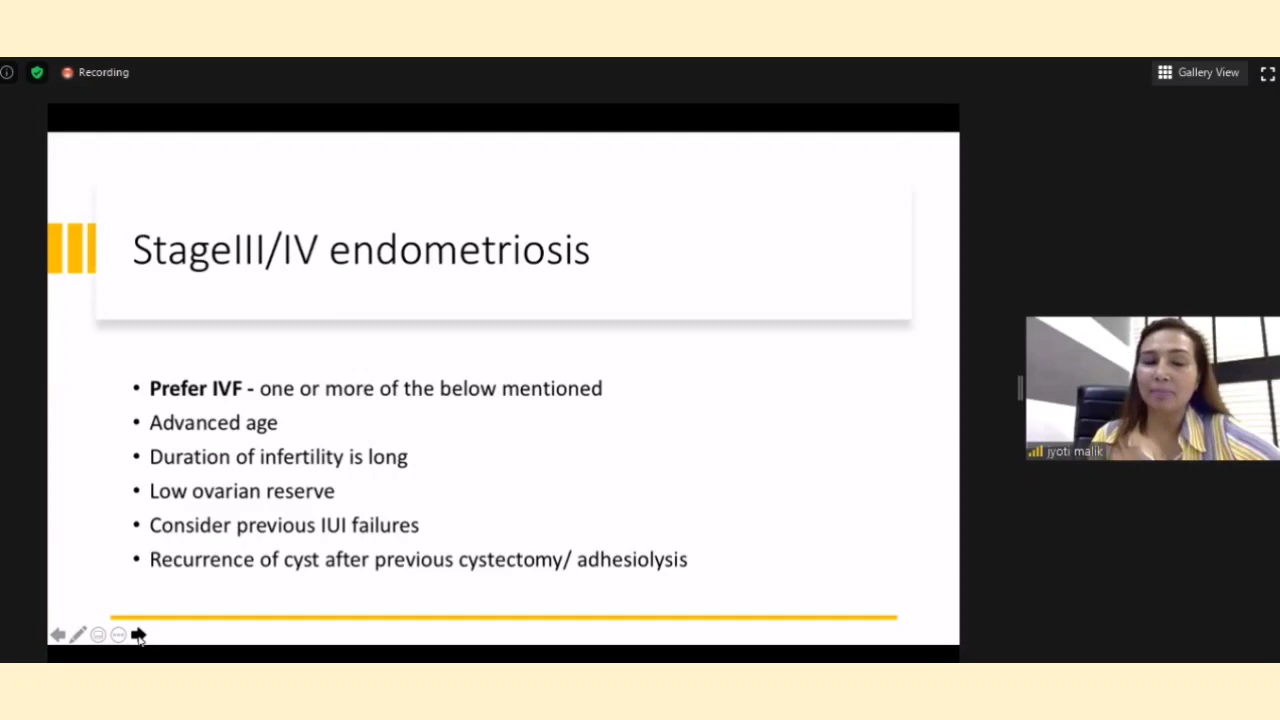 Recording
Gallery View
StageIII/IV endometriosis
• Prefer IVF - one or more of the below mentioned
• Advanced age
• Duration of infertility is long
• Low ovarian reserve
• Consider previous IUI failures
• Recurrence of cyst after previous cystectomy/ adhesiolysis
jyoti malik